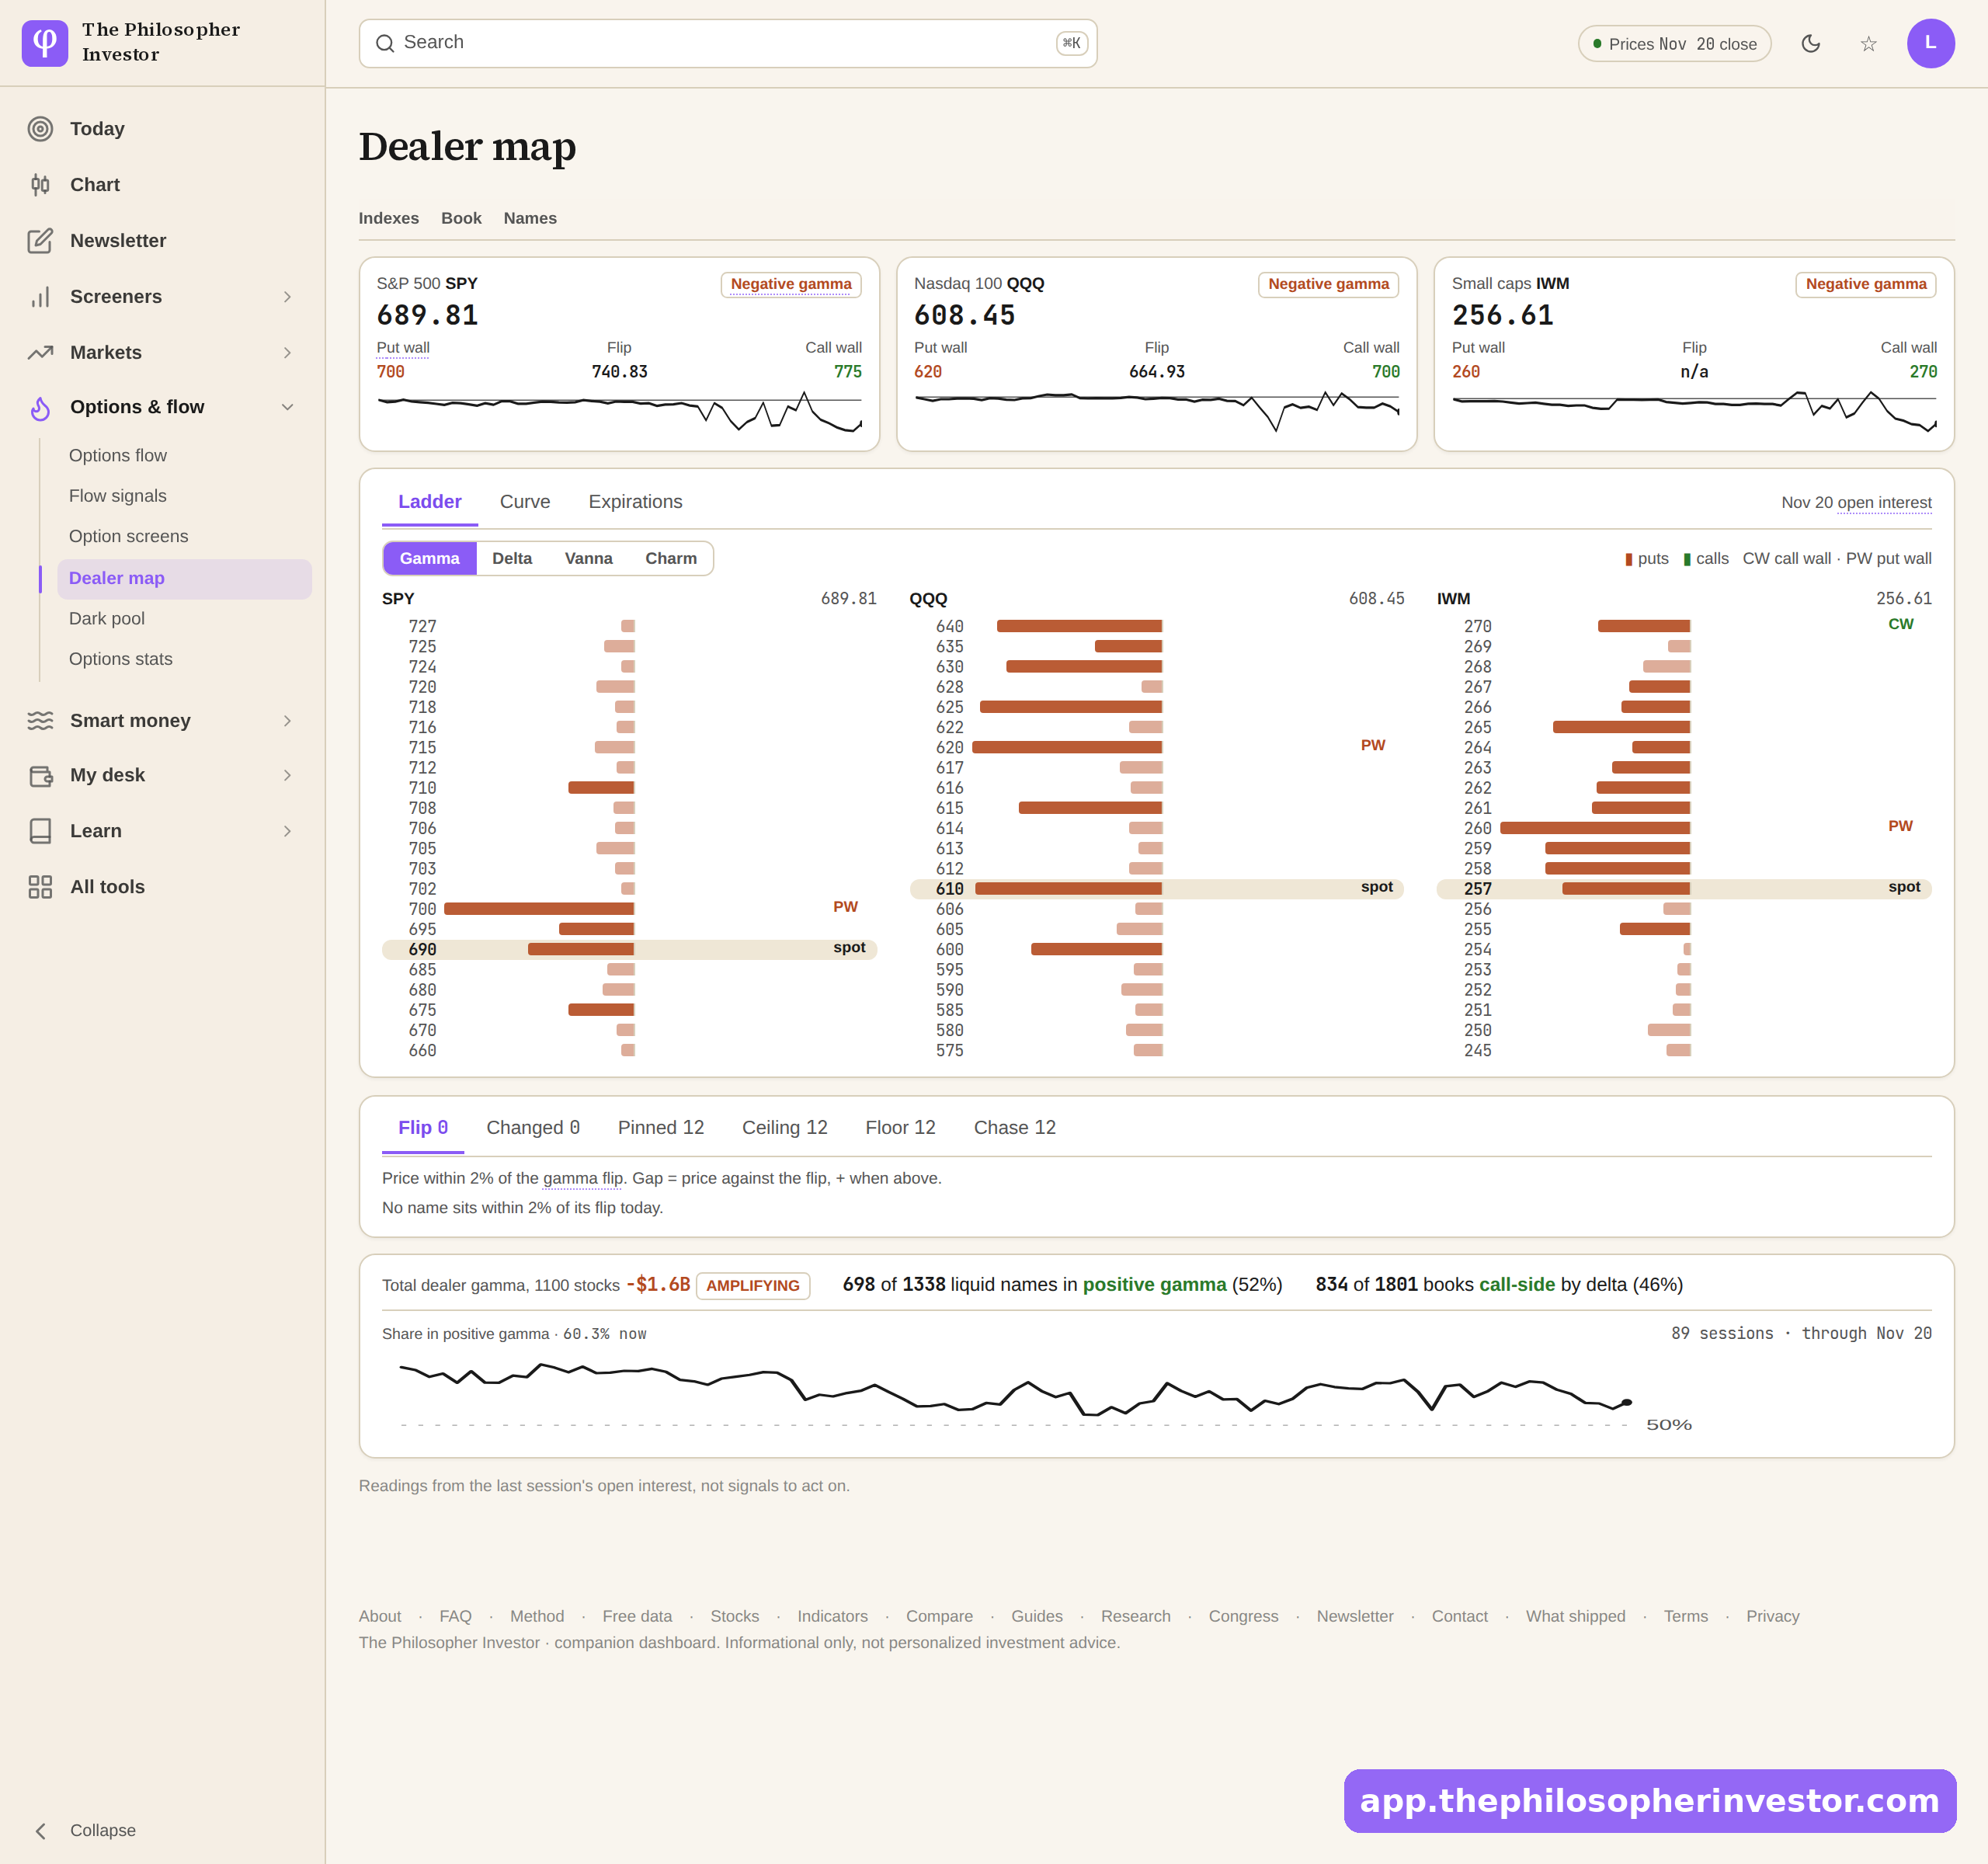 φ The Philosopher
Investor
Search ⌘K
Prices Nov 20 close ☆ L
Today
Chart
Newsletter
Screeners
Markets
Options & flow
Options flow
Flow signals
Option screens
Dealer map
Dark pool
Options stats
Smart money
My desk
Learn
All tools
Collapse
Dealer map
Indexes Book Names
S&P 500 SPY Negative gamma
689.81
Put wall Flip Call wall
700 740.83 775
Nasdaq 100 QQQ Negative gamma
608.45
Put wall Flip Call wall
620 664.93 700
Small caps IWM Negative gamma
256.61
Put wall Flip Call wall
260 n/a 270
Ladder Curve Expirations Nov 20 open interest
Gamma Delta Vanna Charm puts calls CW call wall · PW put wall
SPY 689.81
727
725
724
720
718
716
715
712
710
708
706
705
703
702
700 PW
695
690 spot
685
680
675
670
660
QQQ 608.45
640
635
630
628
625
622
620 PW
617
616
615
614
613
612
610 spot
606
605
600
595
590
585
580
575
IWM 256.61
270 CW
269
268
267
266
265
264
263
262
261
260 PW
259
258
257 spot
256
255
254
253
252
251
250
245
Flip 0 Changed 0 Pinned 12 Ceiling 12 Floor 12 Chase 12
Price within 2% of the gamma flip. Gap = price against the flip, + when above.
No name sits within 2% of its flip today.
Total dealer gamma, 1100 stocks -$1.6B AMPLIFYING 698 of 1338 liquid names in positive gamma (52%) 834 of 1801 books call-side by delta (46%)
Share in positive gamma · 60.3% now 89 sessions · through Nov 20
50%
Readings from the last session's open interest, not signals to act on.
About · FAQ · Method · Free data · Stocks · Indicators · Compare · Guides · Research · Congress · Newsletter · Contact · What shipped · Terms · Privacy
The Philosopher Investor · companion dashboard. Informational only, not personalized investment advice.
app.thephilosopherinvestor.com